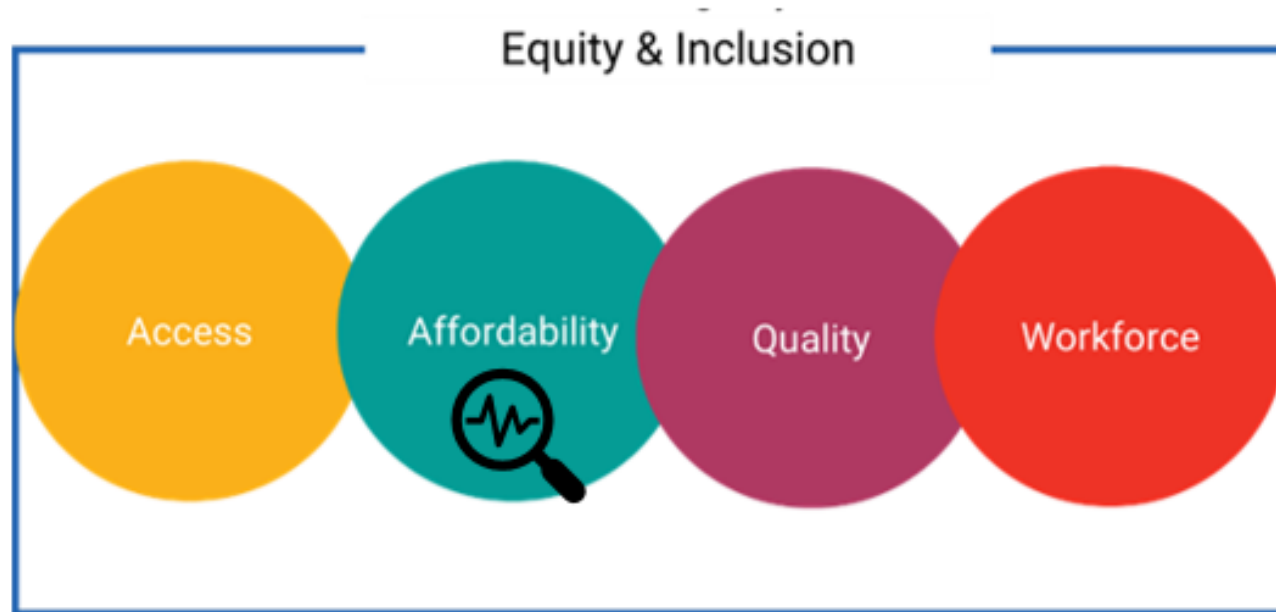 Equity & Inclusion
Access
Affordability
Quality
Workforce